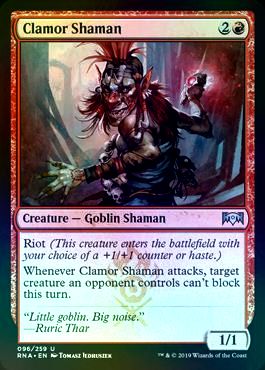 Clamor Shaman 2
Creature — Goblin Shaman
Riot (This creature enters the battlefield with
your choice of a +1/+1 counter or haste.)
Whenever Clamor Shaman attacks, target
creature an opponent controls can't block
this turn.
"Little goblin. Big noise."
—Ruric Thar
1/1
096/259 U
RNA • EN Tomasz Jedruszek
™ & © 2019 Wizards of the Coast